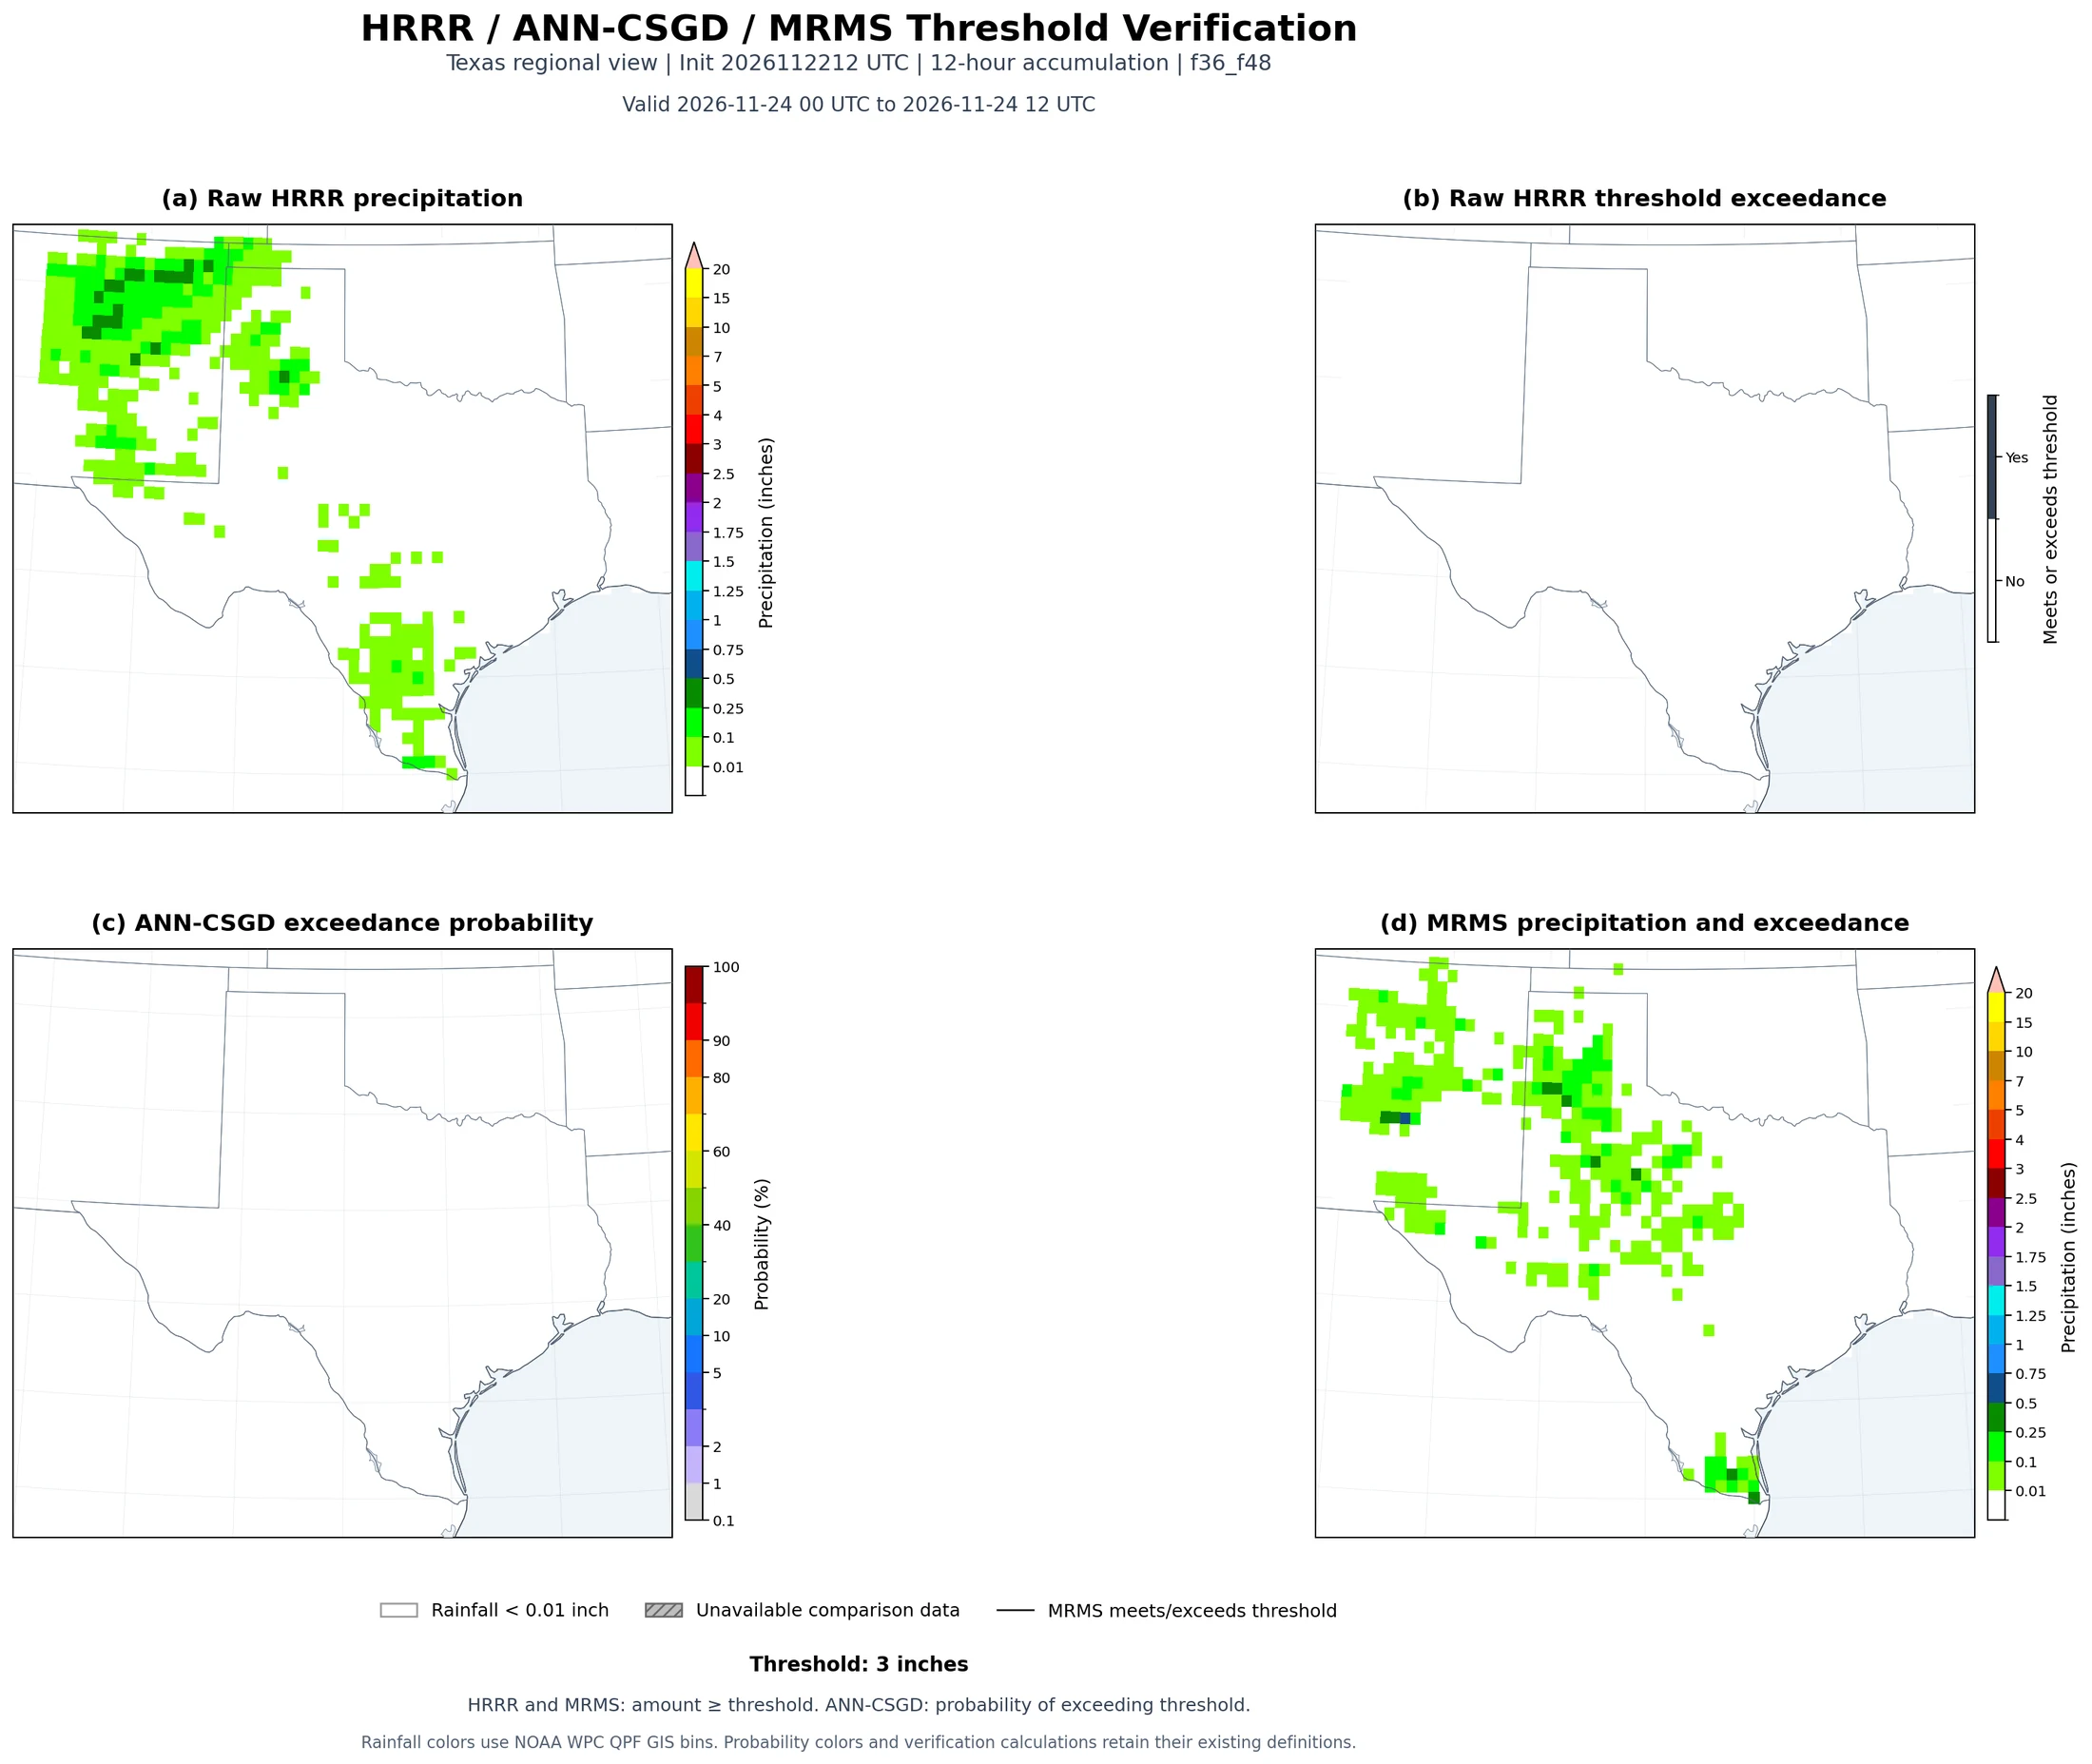 HRRR / ANN-CSGD / MRMS Threshold Verification
Texas regional view | Init 2026112212 UTC | 12-hour accumulation | f36_f48
Valid 2026-11-24 00 UTC to 2026-11-24 12 UTC
(a) Raw HRRR precipitation
20
15
10
7
5
4
3
2.5
2
1.75
1.5
1.25
1
0.75
0.5
0.25
0.1
0.01
Precipitation (inches)
(b) Raw HRRR threshold exceedance
Yes
No
Meets or exceeds threshold
(c) ANN-CSGD exceedance probability
100
90
80
60
40
20
10
5
2
1
0.1
Probability (%)
(d) MRMS precipitation and exceedance
20
15
10
7
5
4
3
2.5
2
1.75
1.5
1.25
1
0.75
0.5
0.25
0.1
0.01
Precipitation (inches)
Rainfall < 0.01 inch
Unavailable comparison data
MRMS meets/exceeds threshold
Threshold: 3 inches
HRRR and MRMS: amount ≥ threshold. ANN-CSGD: probability of exceeding threshold.
Rainfall colors use NOAA WPC QPF GIS bins. Probability colors and verification calculations retain their existing definitions.